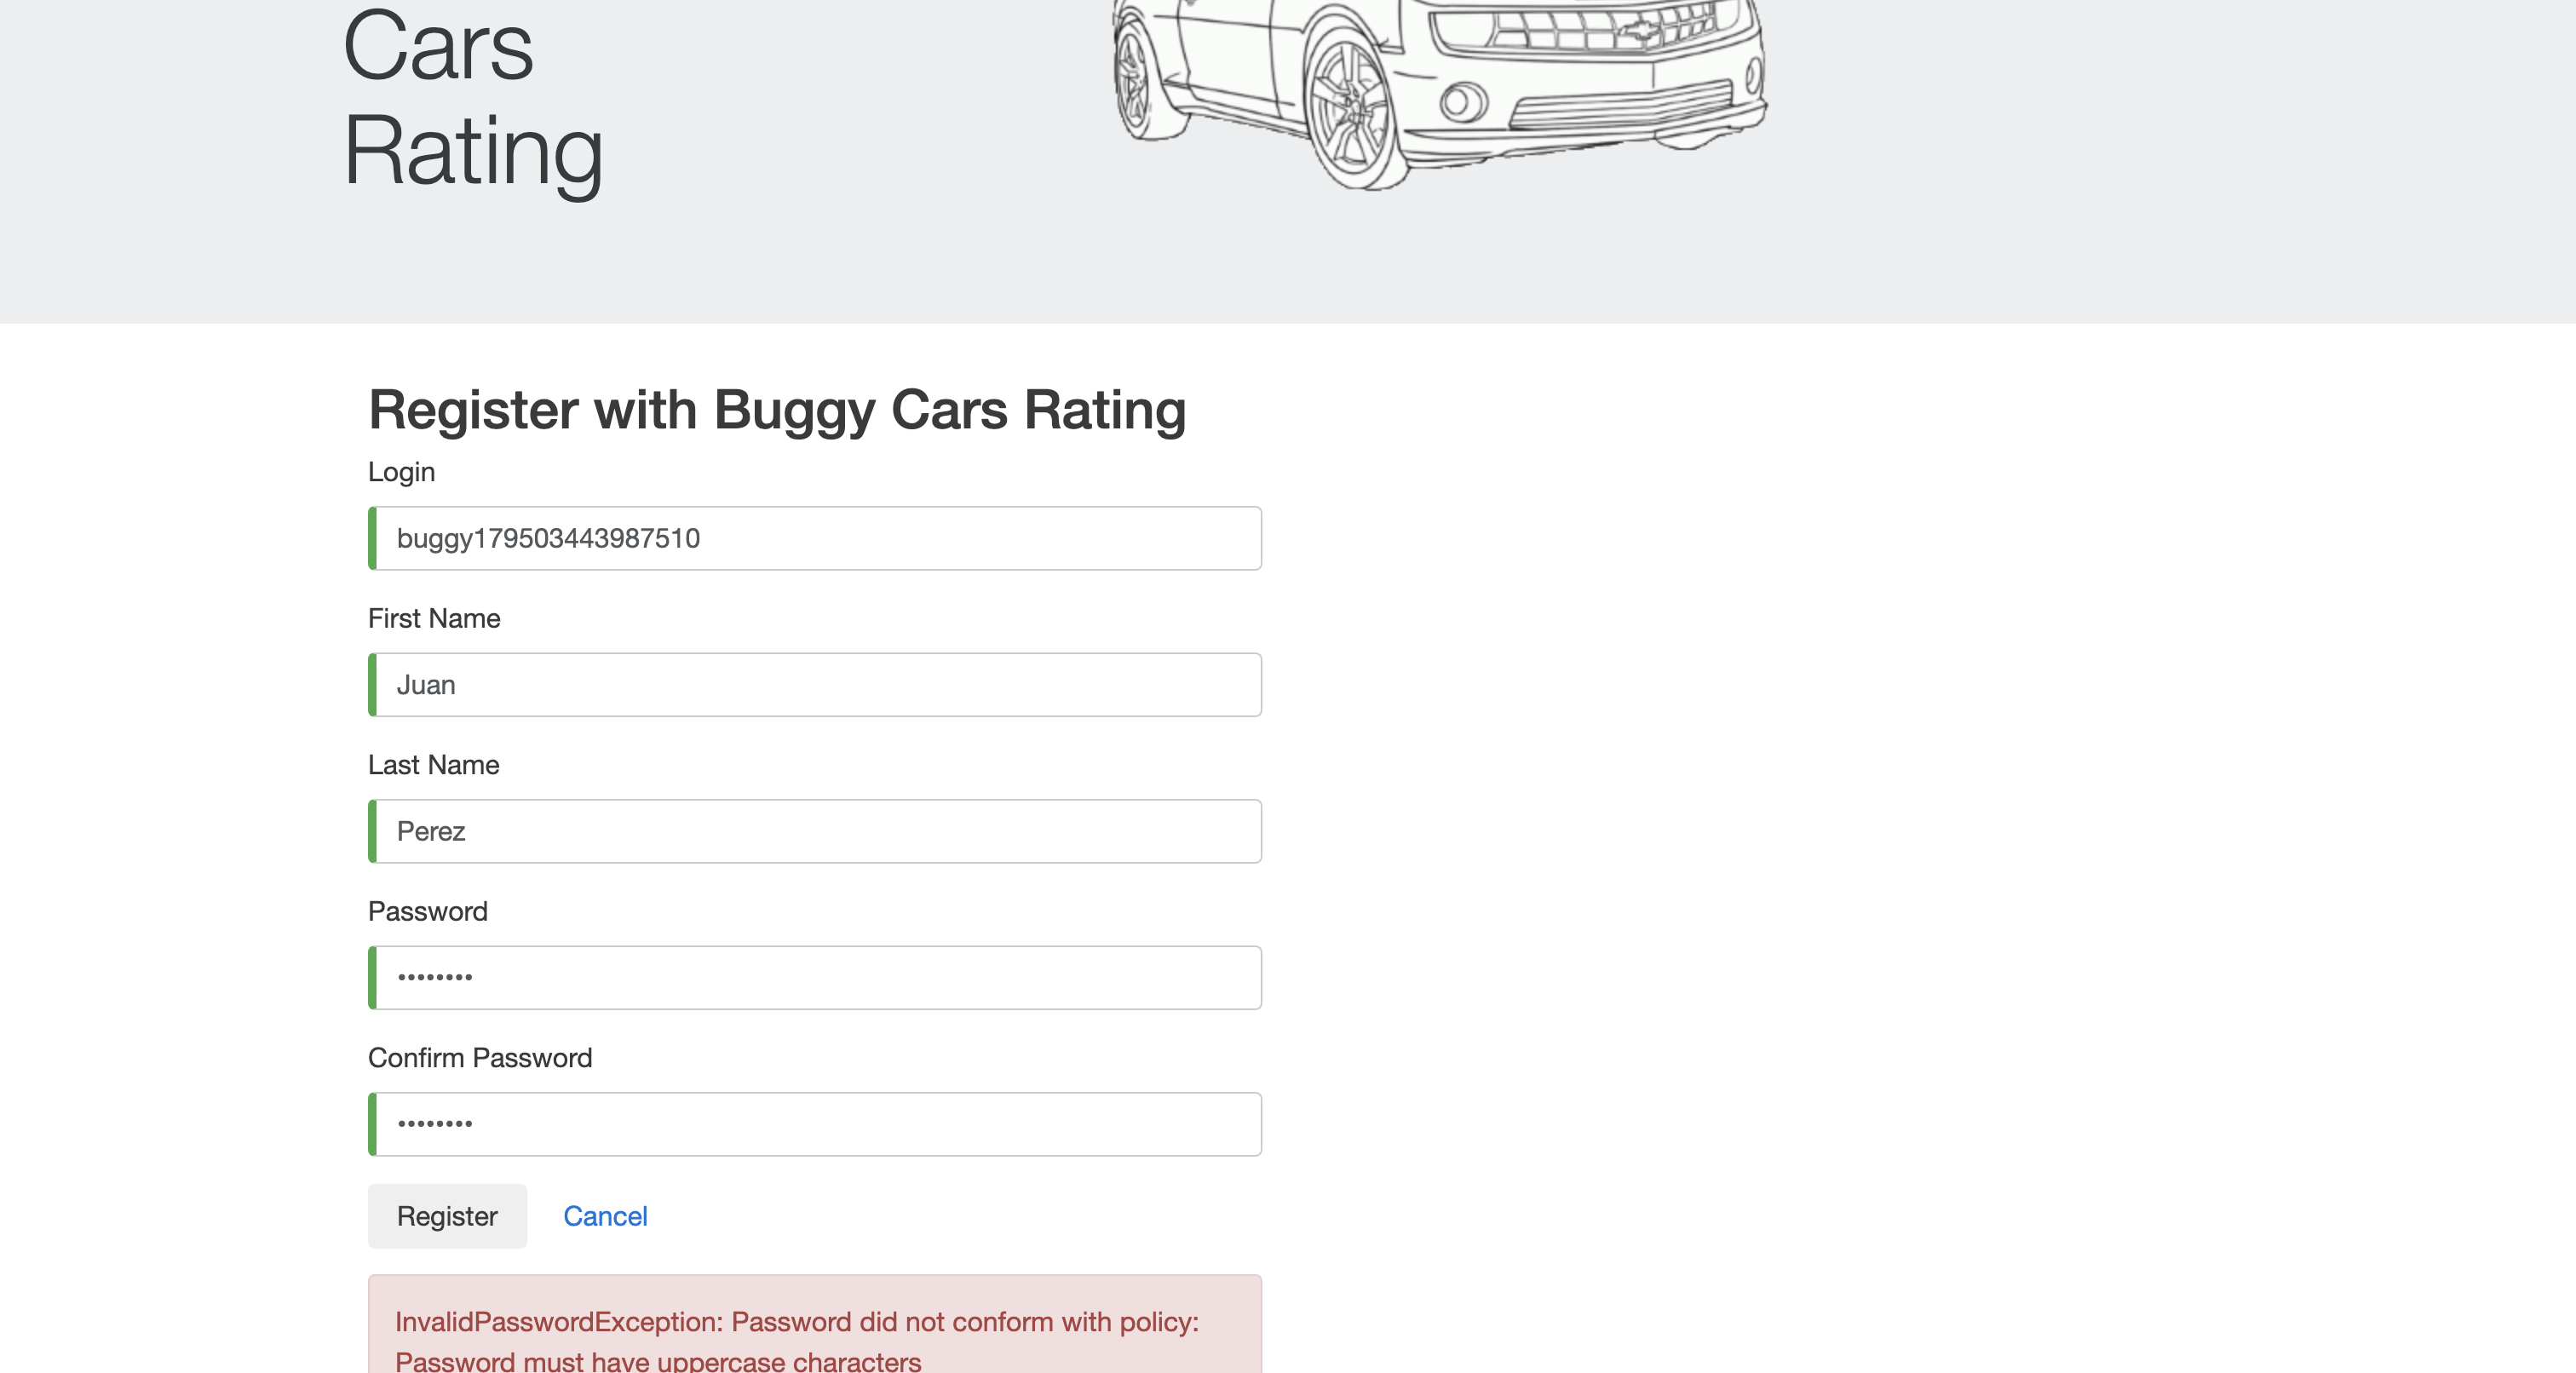 Cars
Rating
Register with Buggy Cars Rating
Login
buggy179503443987510
First Name
Juan
Last Name
Perez
Password
••••••••
Confirm Password
••••••••
Register Cancel
InvalidPasswordException: Password did not conform with policy:
Password must have uppercase characters